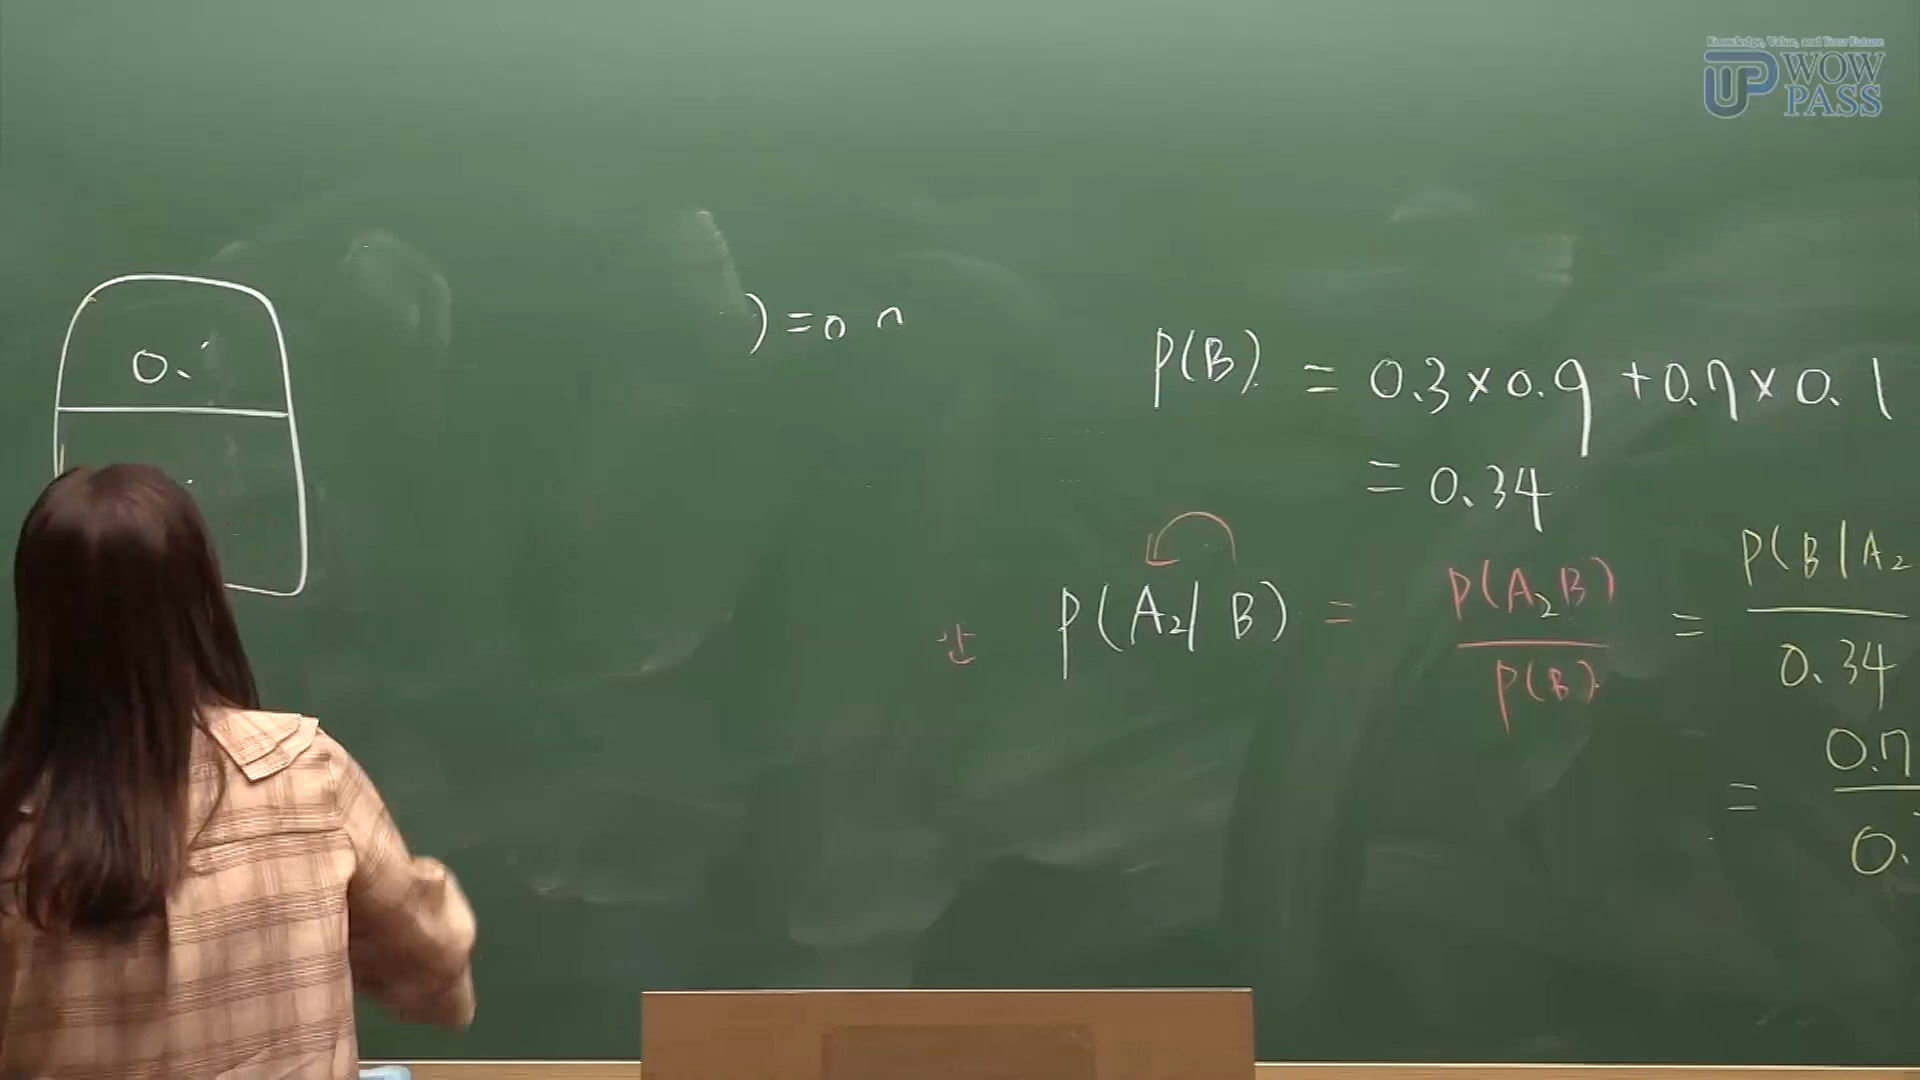 Knowledge, Value, and Your Future
UP WOW PASS
0.
) = 0
P(B) = 0.3 × 0.9 + 0.7 × 0.1
= 0.34
P(A₂ | B) = P(A₂B) / P(B) = P(B | A₂ / 0.34
= 0.7 / 0.